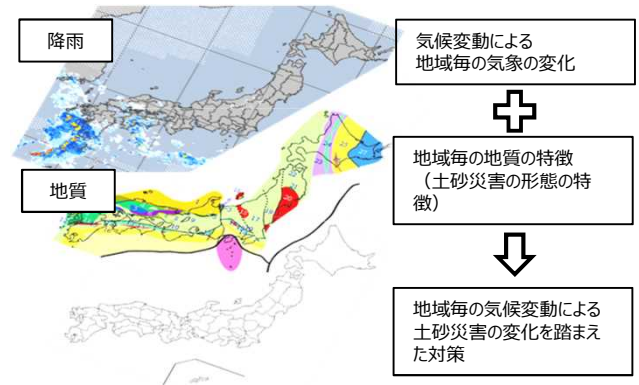 降雨
気候変動による
地域毎の気象の変化
地質
地域毎の地質の特徴
（土砂災害の形態の特
徴）
地域毎の気候変動による
土砂災害の変化を踏まえ
た対策